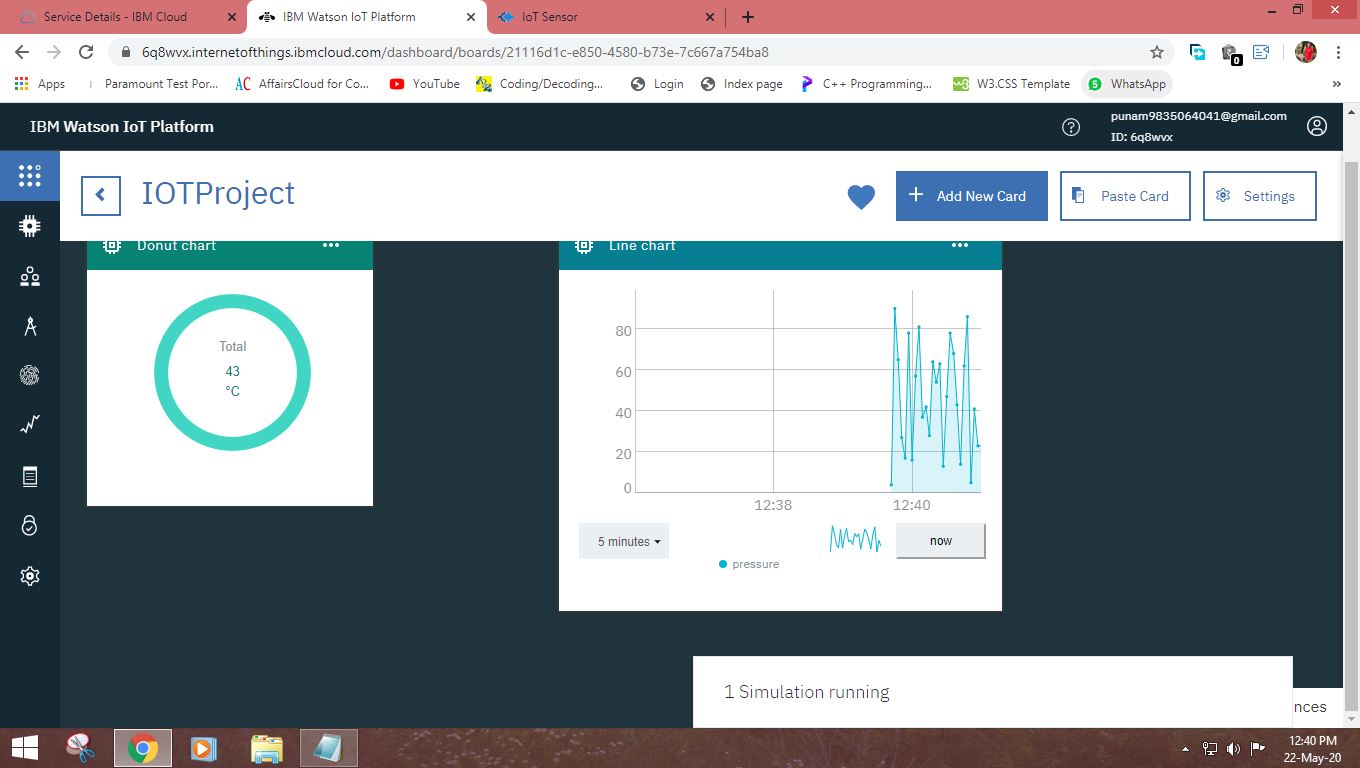 Service Details - IBM Cloud
IBM Watson IoT Platform
IoT Sensor
6q8wvx.internetofthings.ibmcloud.com/dashboard/boards/21116d1c-e850-4580-b73e-7c667a754ba8
0
Apps
Paramount Test Por...
AC AffairsCloud for Co...
YouTube
Coding/Decoding...
Login
Index page
C++ Programming...
w3 W3.CSS Template
5 WhatsApp
»
IBM Watson IoT Platform
punam9835064041@gmail.com
ID: 6q8wvx
IOTProject
Add New Card
Paste Card
Settings
Donut chart
Line chart
Total
43
°C
80
60
40
20
0
12:38
12:40
5 minutes
now
pressure
1 Simulation running
nces
12:40 PM
22-May-20